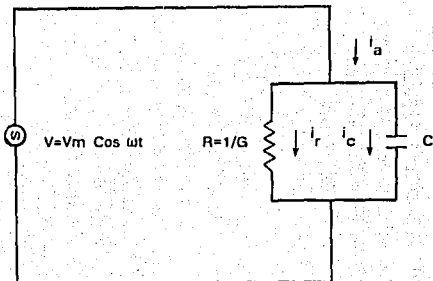 i_a
S
V=Vm Cos ωt
R=1/G
i_r
i_c
C